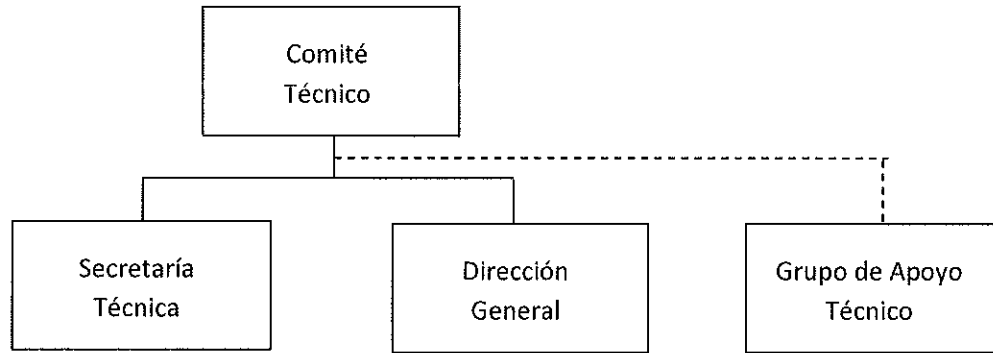 Comité
Técnico
Secretaría
Técnica
Dirección
General
Grupo de Apoyo
Técnico